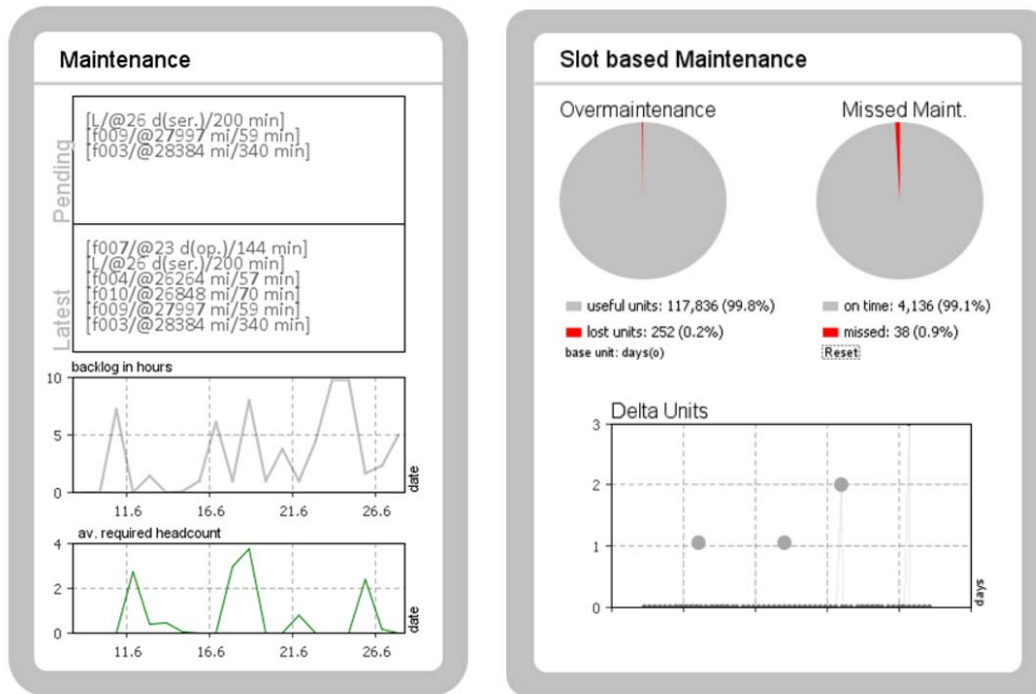 Maintenance
Pending
[L/@26 d(ser.)/200 min]
[f009/@27997 mi/59 min]
[f003/@28384 mi/340 min]
Latest
[f007/@23 d(op.)/144 min]
[L/@26 d(ser.)/200 min]
[f004/@26264 mi/57 min]
[f010/@26848 mi/70 min]
[f009/@27997 mi/59 min]
[f003/@28384 mi/340 min]
backlog in hours
10
5
0
11.6 16.6 21.6 26.6
date
av. required headcount
4
2
0
11.6 16.6 21.6 26.6
date
Slot based Maintenance
Overmaintenance
useful units: 117,836 (99.8%)
lost units: 252 (0.2%)
base unit: days(o)
Missed Maint.
on time: 4,136 (99.1%)
missed: 38 (0.9%)
Reset
Delta Units
3
2
1
0
days